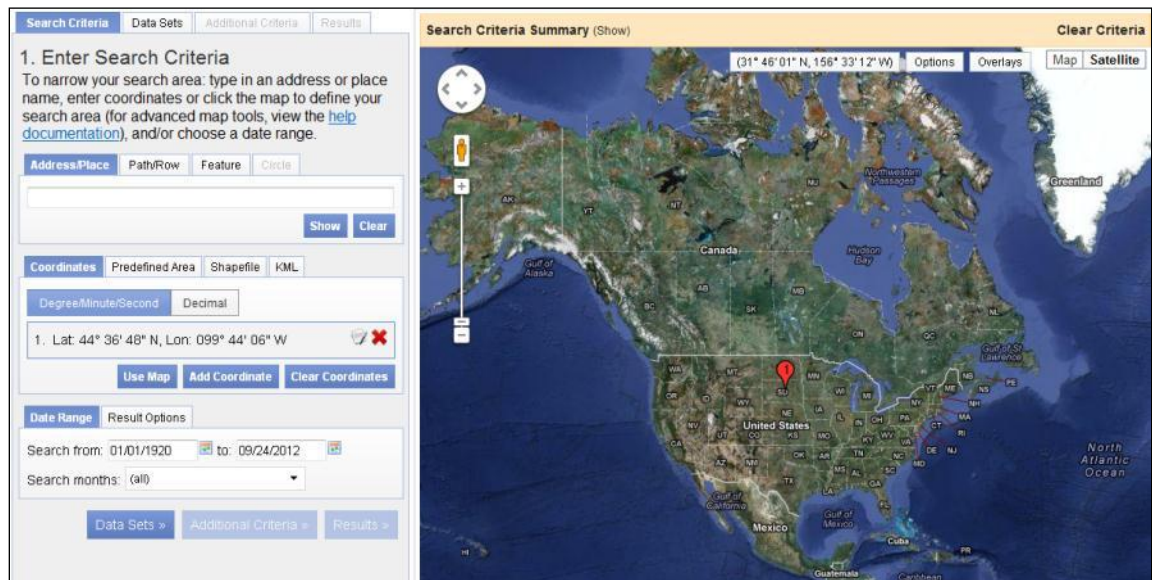 Search Criteria Data Sets Additional Criteria Results
1. Enter Search Criteria
To narrow your search area: type in an address or place
name, enter coordinates or click the map to define your
search area (for advanced map tools, view the help
documentation), and/or choose a date range.
Address/Place Path/Row Feature Circle
Show Clear
Coordinates Predefined Area Shapefile KML
Degree/Minute/Second Decimal
1. Lat: 44° 36' 48" N, Lon: 099° 44' 06" W
Use Map Add Coordinate Clear Coordinates
Date Range Result Options
Search from: 01/01/1920 to: 09/24/2012
Search months: (all)
Data Sets » Additional Criteria » Results »
Search Criteria Summary (Show) Clear Criteria
(31° 46' 01" N, 156° 33' 12" W) Options Overlays Map Satellite
Northwestern
Passages
Greenland
AK
YT
NT
NU
Canada
Hudson
Bay
Gulf of
Alaska
BC
AB
SK
MB
ON
QC
NL
Gulf of St
Lawrence
1
WA MT MN NB PE
OR ID WY SD WI MI VT ME NS
NH
NE IA NY MA
NV UT CO United States KS MO IL IN OH PA CT RI
CA KY WV VA DE NJ
AZ NM OK AR TN NC MD
TX MS AL SC
LA GA
FL
North
Atlantic
Ocean
Gulf of
California
Gulf of
Mexico
Mexico
Cuba
PR
HI
Guatemala
Caribbean